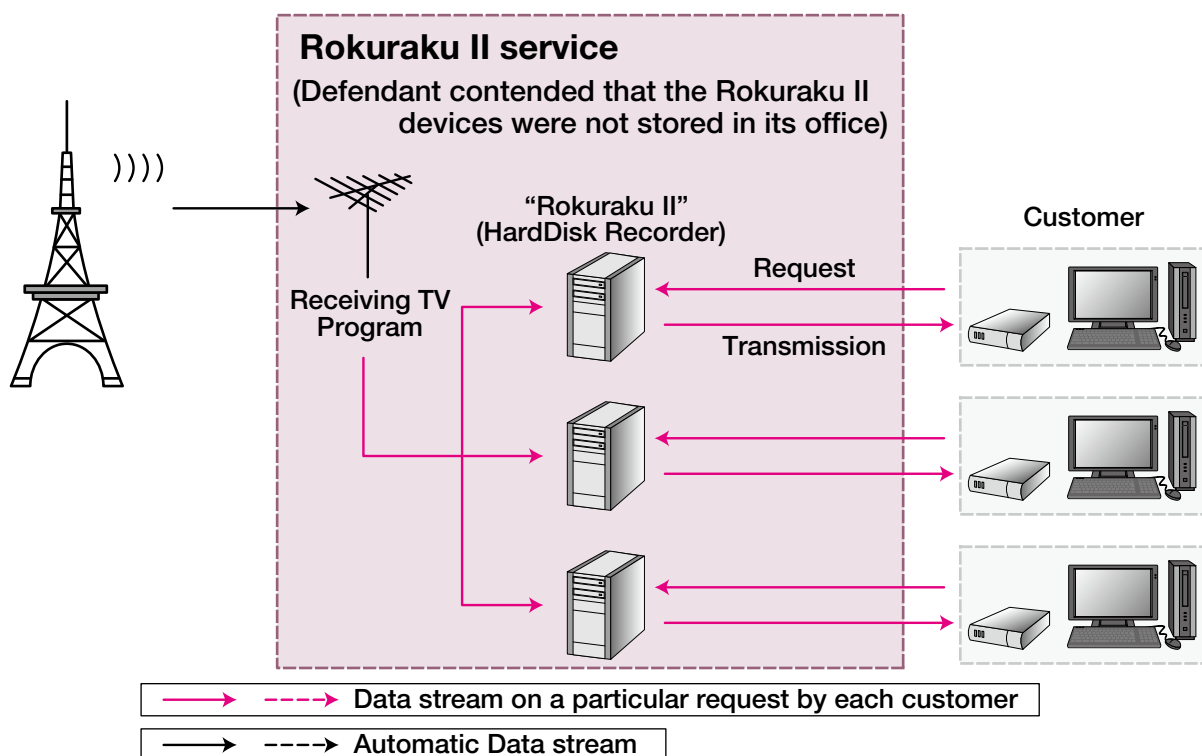 Rokuraku II service
(Defendant contended that the Rokuraku II
devices were not stored in its office)
“Rokuraku II”
(HardDisk Recorder)
Customer
Request
Receiving TV
Program
Transmission
Data stream on a particular request by each customer
Automatic Data stream